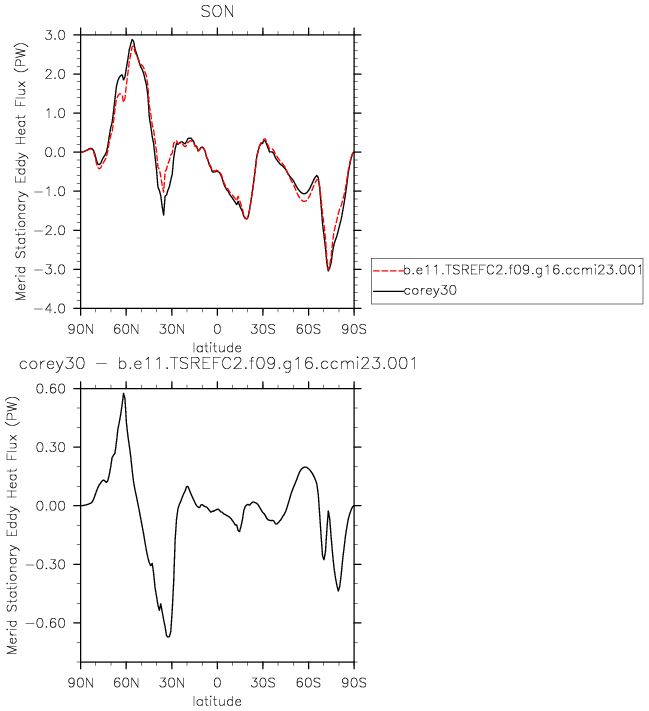 SON
Merid Stationary Eddy Heat Flux (PW)
3.0
2.0
1.0
0.0
−1.0
−2.0
−3.0
−4.0
90N 60N 30N 0 30S 60S 90S
latitude
b.e11.TSREFC2.f09.g16.ccmi23.001
corey30
corey30 − b.e11.TSREFC2.f09.g16.ccmi23.001
Merid Stationary Eddy Heat Flux (PW)
0.60
0.30
0.00
−0.30
−0.60
90N 60N 30N 0 30S 60S 90S
latitude